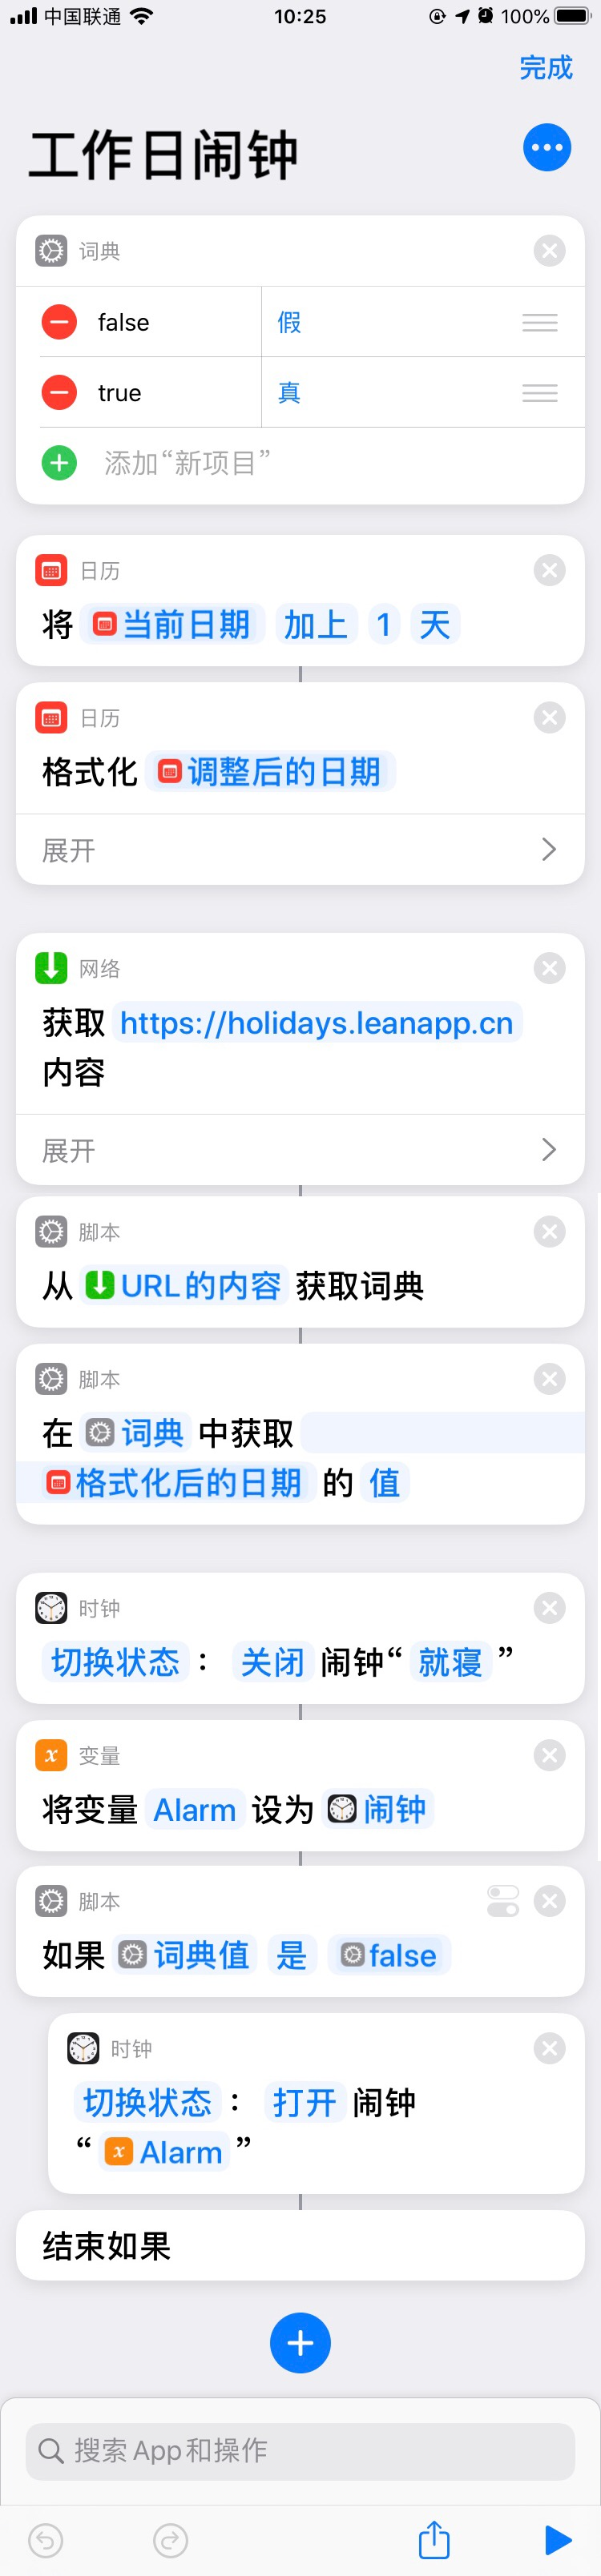 中国联通 10:25 100%
完成
工作日闹钟
词典
false 假
true 真
添加“新项目”
日历
将 当前日期 加上 1 天
日历
格式化 调整后的日期
展开
网络
获取 https://holidays.leanapp.cn
内容
展开
脚本
从 URL的内容 获取词典
脚本
在 词典 中获取
格式化后的日期 的 值
时钟
切换状态： 关闭 闹钟“ 就寝 ”
变量
将变量 Alarm 设为 闹钟
脚本
如果 词典值 是 false
时钟
切换状态： 打开 闹钟
“ Alarm ”
结束如果
搜索App和操作